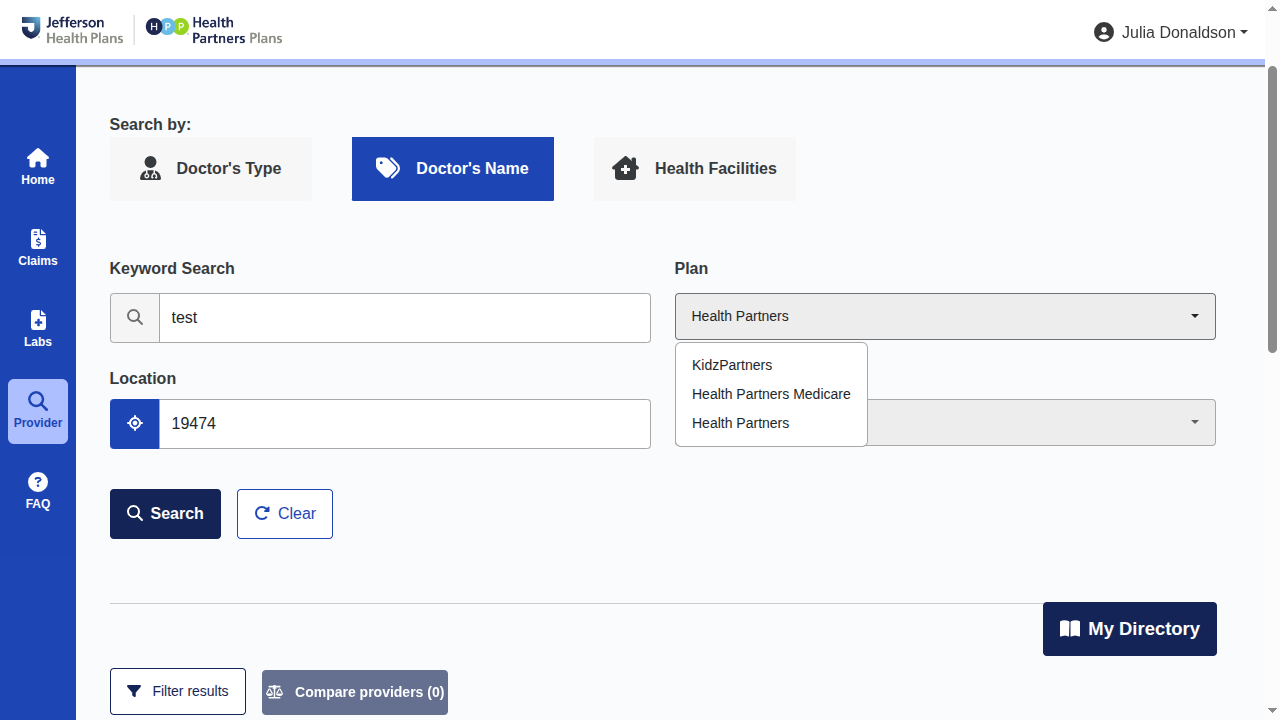 Jefferson
Health Plans
HPP
Health
Partners Plans
Julia Donaldson
Home
Claims
Labs
Provider
FAQ
Search by:
Doctor's Type
Doctor's Name
Health Facilities
Keyword Search
test
Plan
Health Partners
KidzPartners
Health Partners Medicare
Health Partners
Location
19474
Search
Clear
My Directory
Filter results
Compare providers (0)